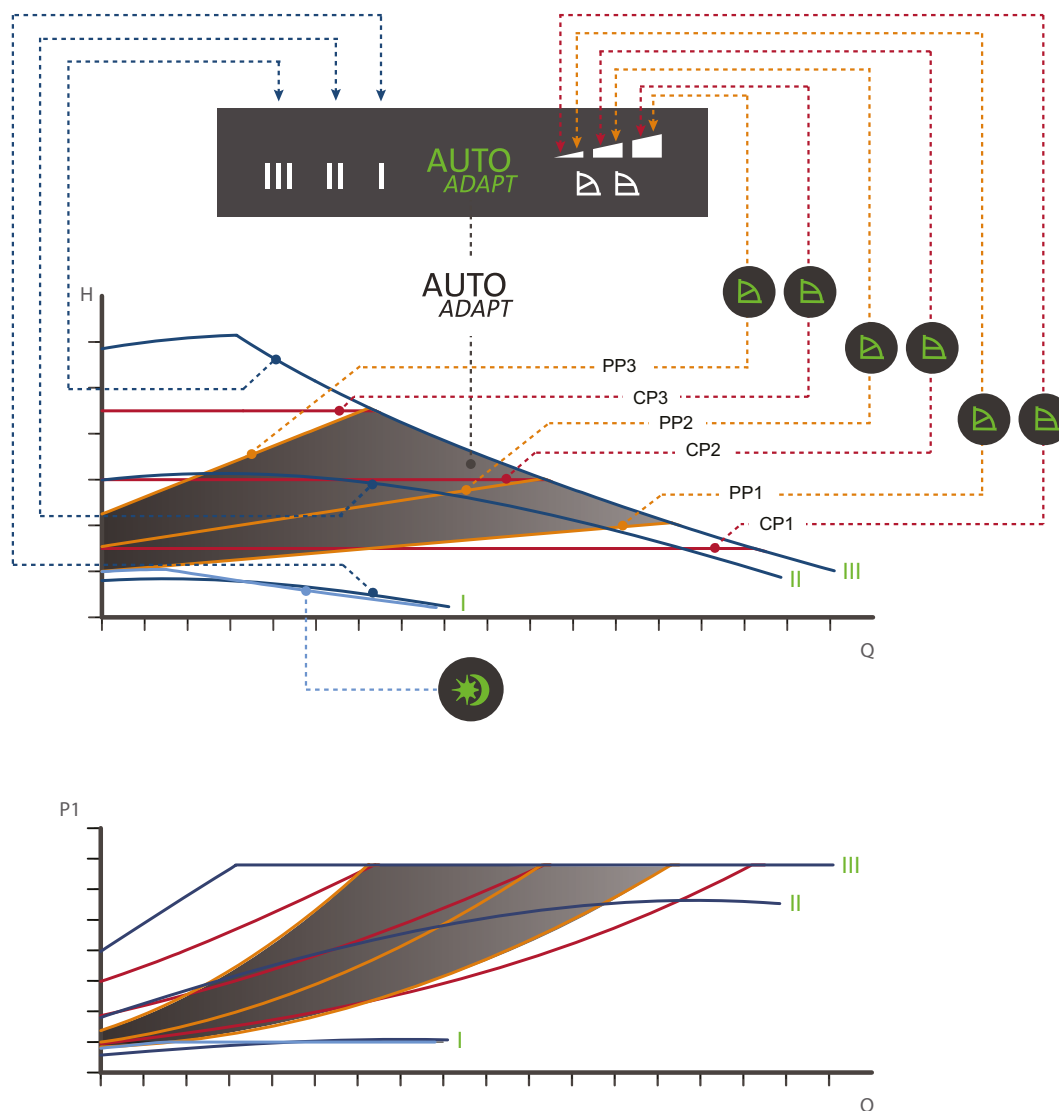 III II I AUTO
ADAPT
AUTO
ADAPT
H
PP3
CP3
PP2
CP2
PP1
CP1
III
II
I
Q
P1
III
II
I
Q